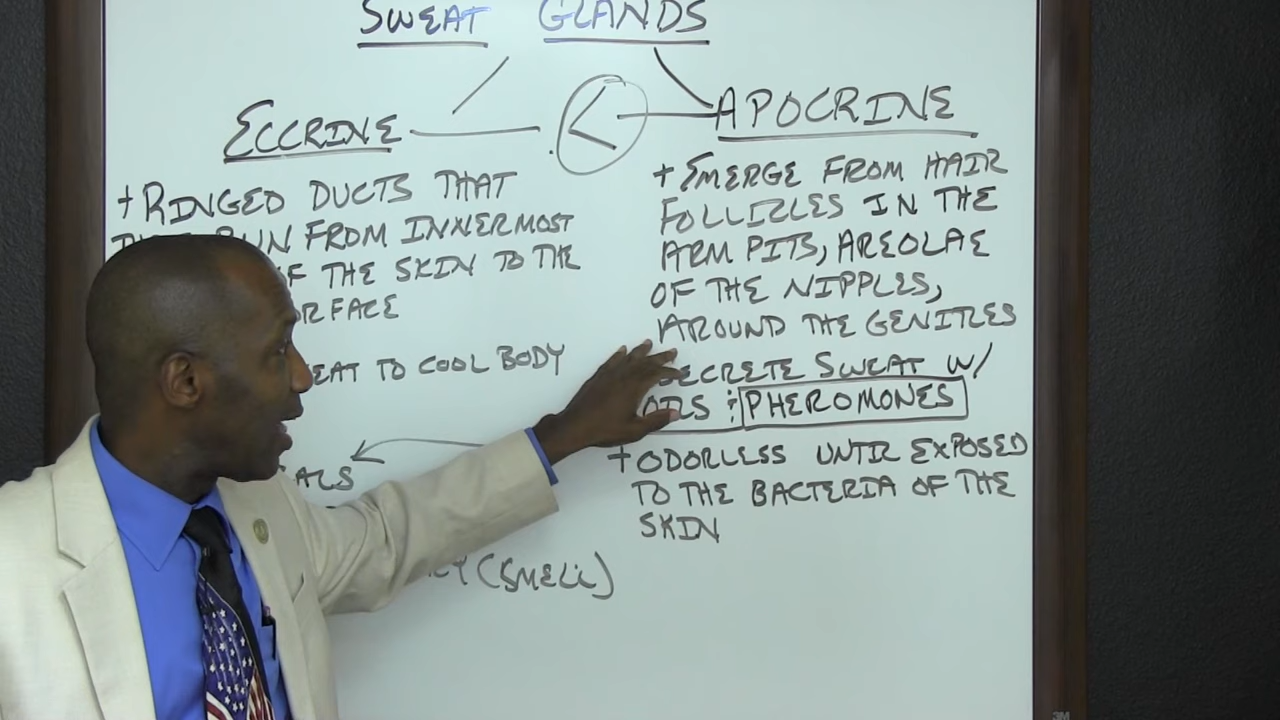 SWEAT GLANDS
ECCRINE
<
APOCRINE
+ RINGED DUCTS THAT
RUN FROM INNERMOST
OF THE SKIN TO THE
TO COOL BODY
+ EMERGE FROM HAIR
FOLLICLES IN THE
ARM PITS, AREOLAE
OF THE NIPPLES,
AROUND THE GENITLES
SECRETE SWEAT W/
OILS & PHEROMONES
+ ODORLESS UNTIL EXPOSED
TO THE BACTERIA OF THE
SKIN
(SMELL)
3M